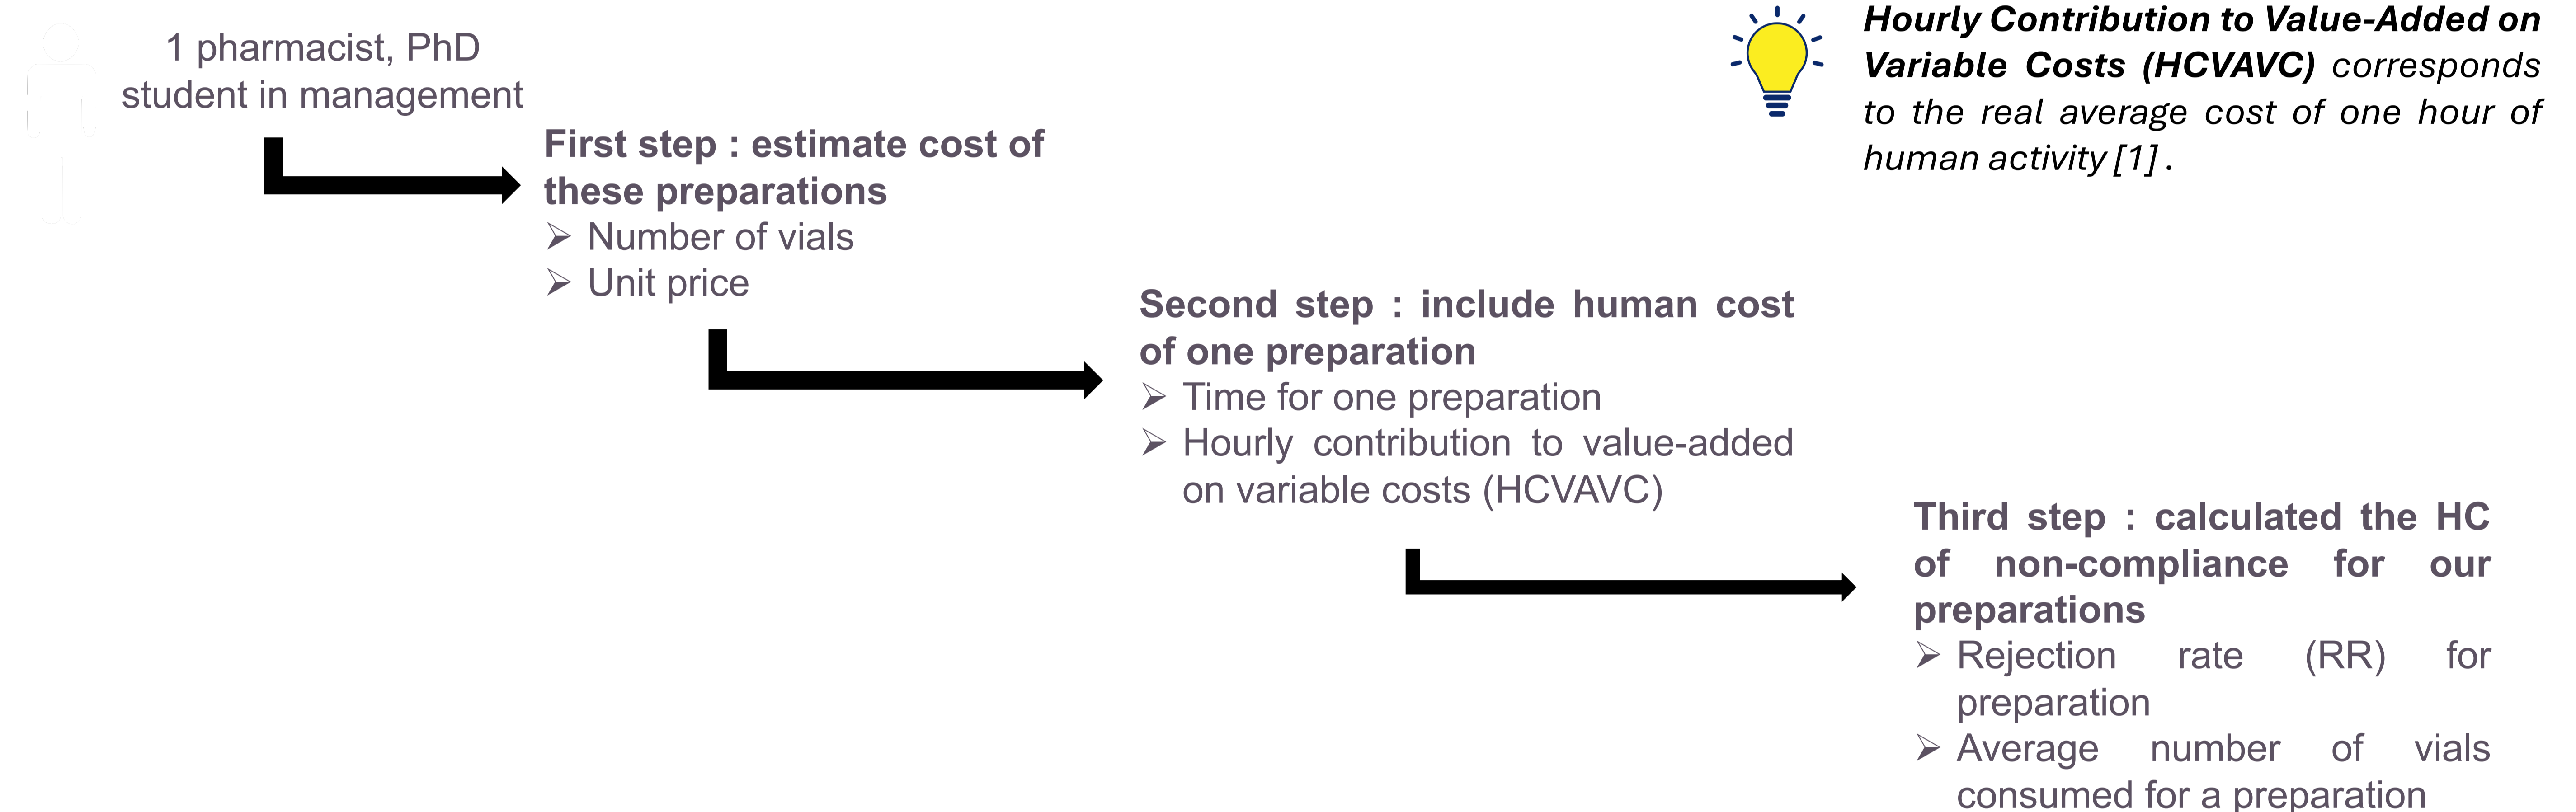 1 pharmacist, PhD
student in management
First step : estimate cost of
these preparations
➢ Number of vials
➢ Unit price
Hourly Contribution to Value-Added on
Variable Costs (HCVAVC) corresponds
to the real average cost of one hour of
human activity [1] .
Second step : include human cost
of one preparation
➢ Time for one preparation
➢ Hourly contribution to value-added
on variable costs (HCVAVC)
Third step : calculated the HC
of non-compliance for our
preparations
➢ Rejection rate (RR) for
preparation
➢ Average number of vials
consumed for a preparation